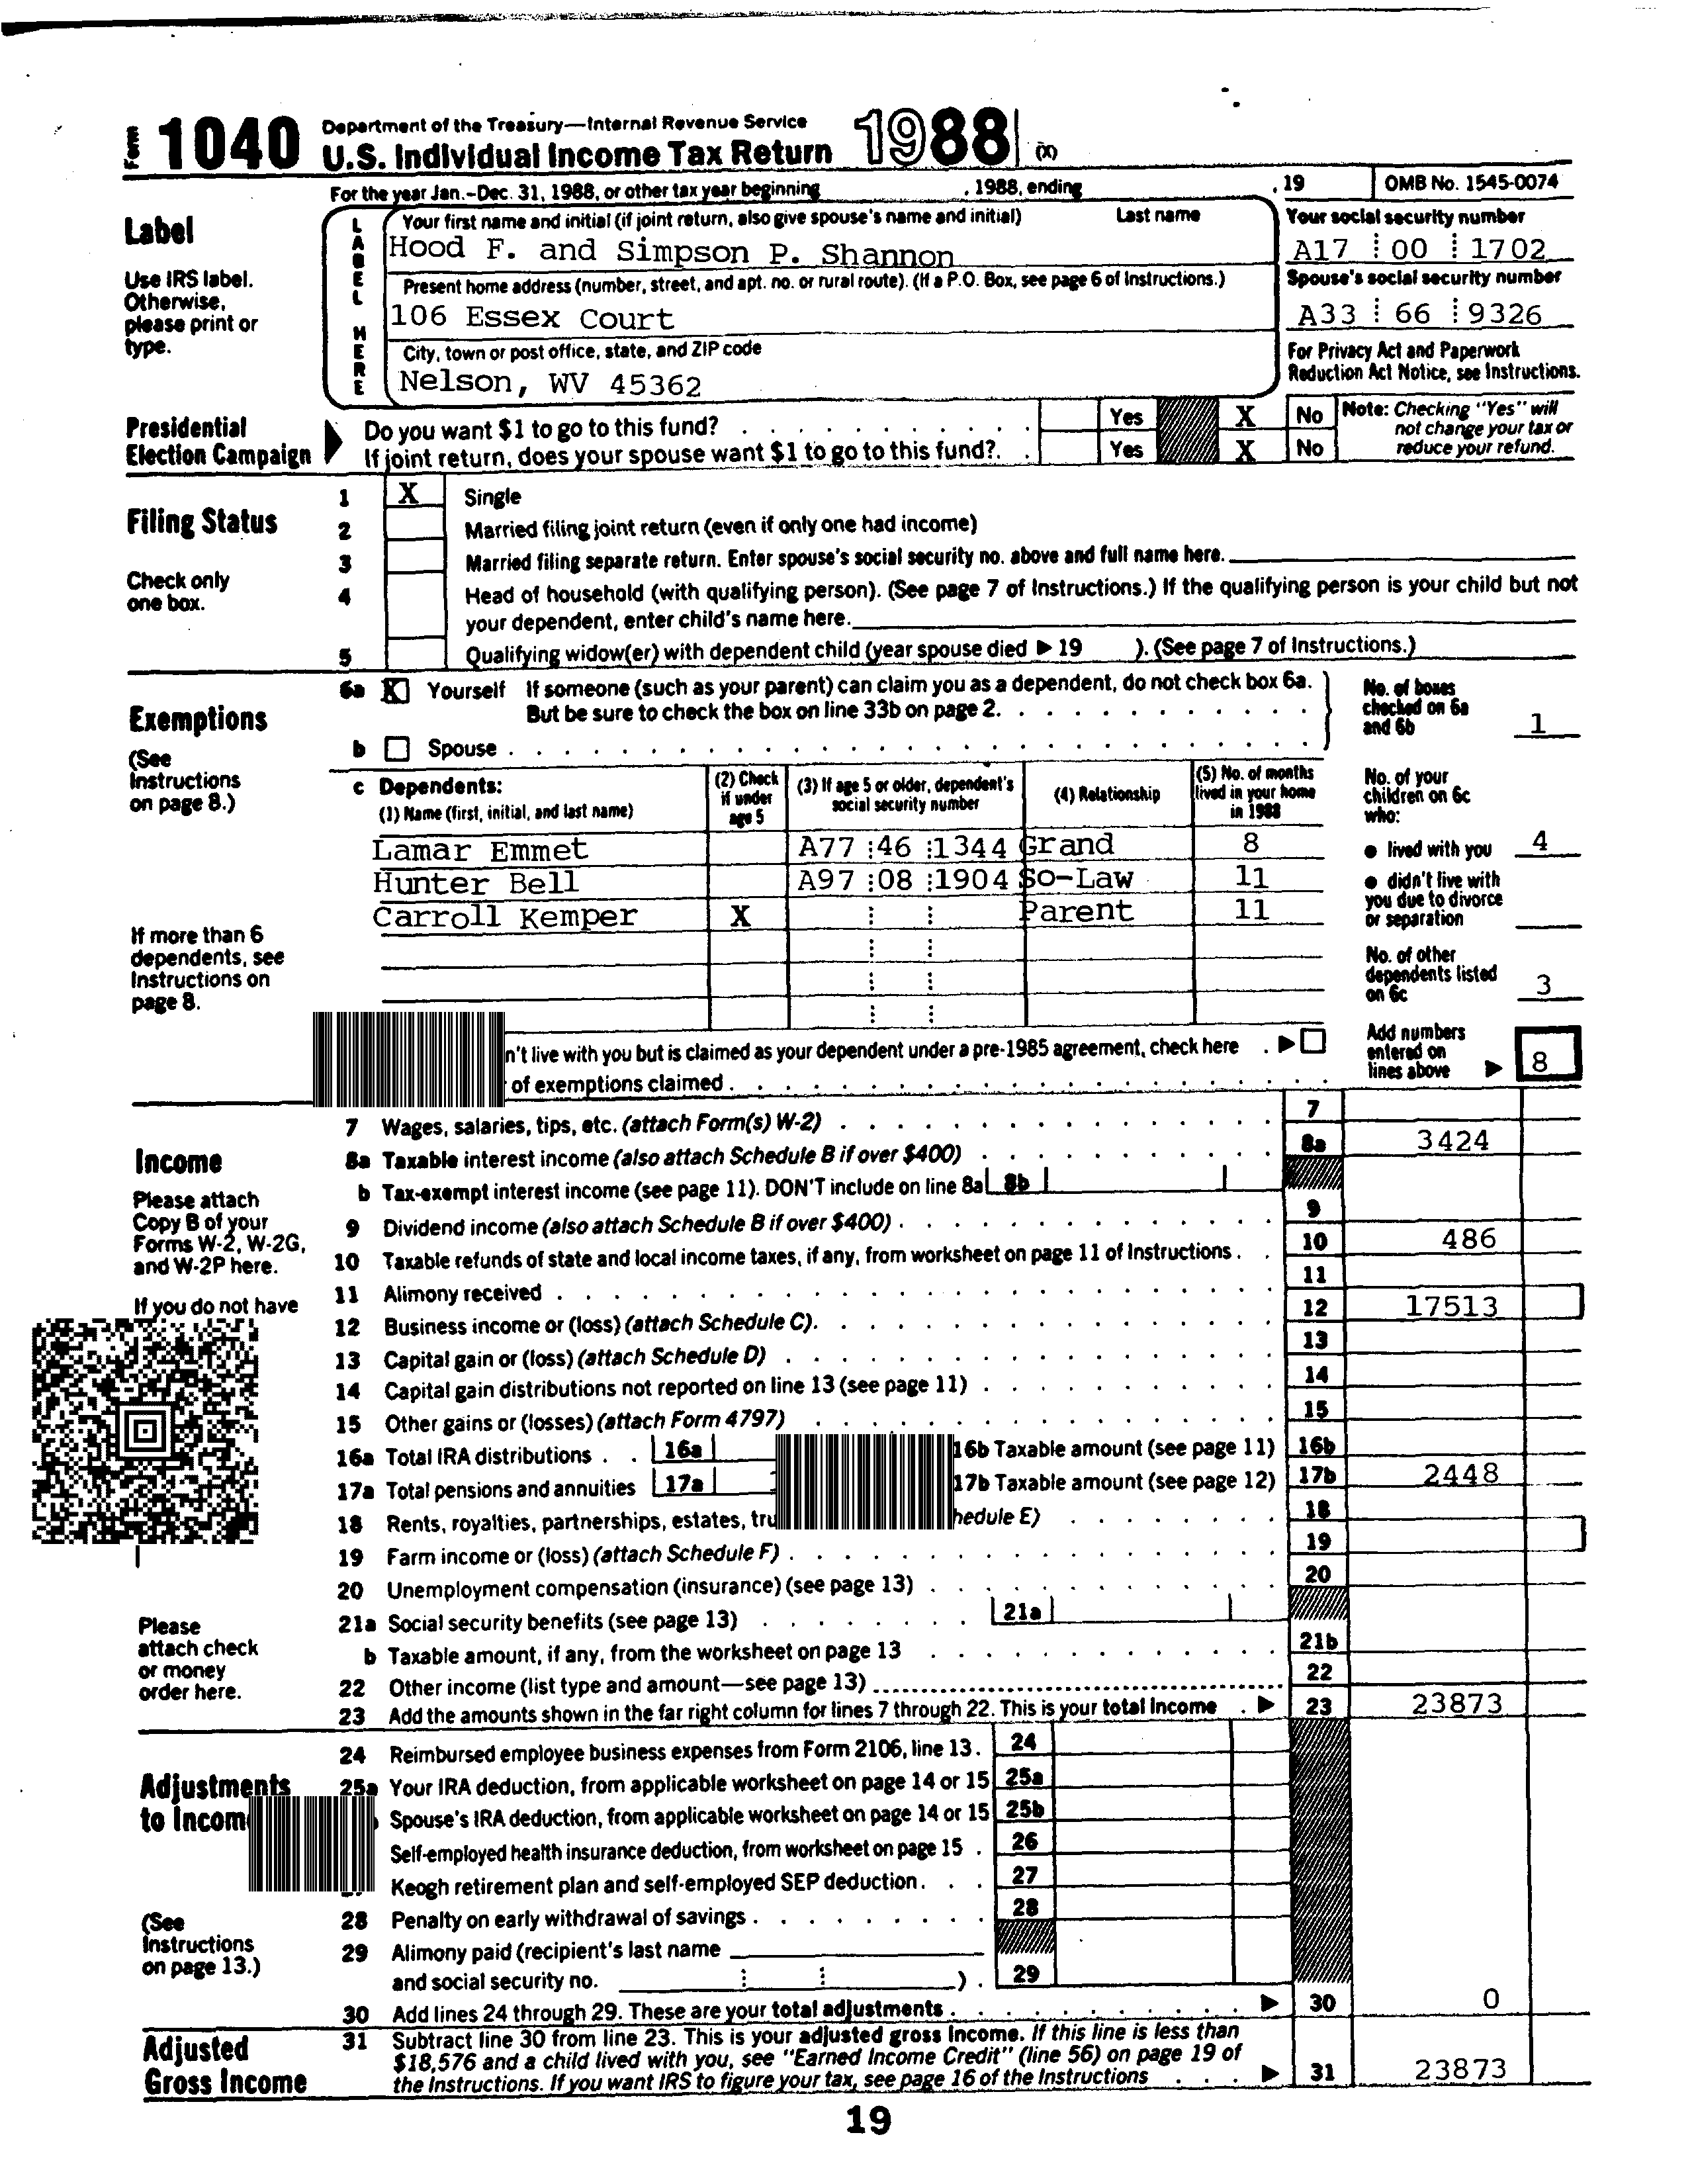 Form 1040 Department of the Treasury—Internal Revenue Service
U.S. Individual Income Tax Return 1988 (X)
For the year Jan.-Dec. 31, 1988, or other tax year beginning , 1988, ending , 19 OMB No. 1545-0074
Label
Use IRS label.
Otherwise,
please print or
type.
LABEL HERE
Your first name and initial (if joint return, also give spouse's name and initial) Last name
Hood F. and Simpson P. Shannon
Present home address (number, street, and apt. no. or rural route). (If a P.O. Box, see page 6 of Instructions.)
106 Essex Court
City, town or post office, state, and ZIP code
Nelson, WV 45362
Your social security number
A17 00 1702
Spouse's social security number
A33 66 9326
For Privacy Act and Paperwork
Reduction Act Notice, see Instructions.
Presidential
Election Campaign
Do you want $1 to go to this fund? Yes X No
If joint return, does your spouse want $1 to go to this fund?. Yes X No
Note: Checking "Yes" will
not change your tax or
reduce your refund.
Filing Status
Check only
one box.
1 X Single
2 Married filing joint return (even if only one had income)
3 Married filing separate return. Enter spouse's social security no. above and full name here.
4 Head of household (with qualifying person). (See page 7 of Instructions.) If the qualifying person is your child but not
your dependent, enter child's name here.
5 Qualifying widow(er) with dependent child (year spouse died ▶ 19 ). (See page 7 of Instructions.)
Exemptions
(See
Instructions
on page 8.)
6a X Yourself If someone (such as your parent) can claim you as a dependent, do not check box 6a.
But be sure to check the box on line 33b on page 2.
b Spouse
No. of boxes
checked on 6a
and 6b 1
c Dependents:
(1) Name (first, initial, and last name)
(2) Check
if under
age 5
(3) If age 5 or older, dependent's
social security number
(4) Relationship
(5) No. of months
lived in your home
in 1988
Lamar Emmet A77 46 1344 Grand 8
Hunter Bell A97 08 1904 So-Law 11
Carroll Kemper X Parent 11
If more than 6
dependents, see
Instructions on
page 8.
No. of your
children on 6c
who:
● lived with you 4
● didn't live with
you due to divorce
or separation
No. of other
dependents listed
on 6c 3
n't live with you but is claimed as your dependent under a pre-1985 agreement, check here ▶
of exemptions claimed
Add numbers
entered on
lines above ▶ 8
Income
Please attach
Copy B of your
Forms W-2, W-2G,
and W-2P here.
If you do not have
Please
attach check
or money
order here.
7 Wages, salaries, tips, etc. (attach Form(s) W-2) 7
8a Taxable interest income (also attach Schedule B if over $400) 8a 3424
b Tax-exempt interest income (see page 11). DON'T include on line 8a 8b
9 Dividend income (also attach Schedule B if over $400) 9
10 Taxable refunds of state and local income taxes, if any, from worksheet on page 11 of Instructions. 10 486
11 Alimony received 11
12 Business income or (loss) (attach Schedule C). 12 17513
13 Capital gain or (loss) (attach Schedule D) 13
14 Capital gain distributions not reported on line 13 (see page 11) 14
15 Other gains or (losses) (attach Form 4797) 15
16a Total IRA distributions 16a 16b Taxable amount (see page 11) 16b
17a Total pensions and annuities 17a 17b Taxable amount (see page 12) 17b 2448
18 Rents, royalties, partnerships, estates, tru hedule E) 18
19 Farm income or (loss) (attach Schedule F) 19
20 Unemployment compensation (insurance) (see page 13) 20
21a Social security benefits (see page 13) 21a
b Taxable amount, if any, from the worksheet on page 13 21b
22 Other income (list type and amount—see page 13) 22
23 Add the amounts shown in the far right column for lines 7 through 22. This is your total income ▶ 23 23873
Adjustments
to Incom
(See
Instructions
on page 13.)
24 Reimbursed employee business expenses from Form 2106, line 13. 24
25a Your IRA deduction, from applicable worksheet on page 14 or 15 25a
Spouse's IRA deduction, from applicable worksheet on page 14 or 15 25b
Self-employed health insurance deduction, from worksheet on page 15 26
Keogh retirement plan and self-employed SEP deduction. 27
28 Penalty on early withdrawal of savings 28
29 Alimony paid (recipient's last name
and social security no. ) 29
30 Add lines 24 through 29. These are your total adjustments ▶ 30 0
Adjusted
Gross Income
31 Subtract line 30 from line 23. This is your adjusted gross income. If this line is less than
$18,576 and a child lived with you, see "Earned Income Credit" (line 56) on page 19 of
the Instructions. If you want IRS to figure your tax, see page 16 of the Instructions ▶ 31 23873
19